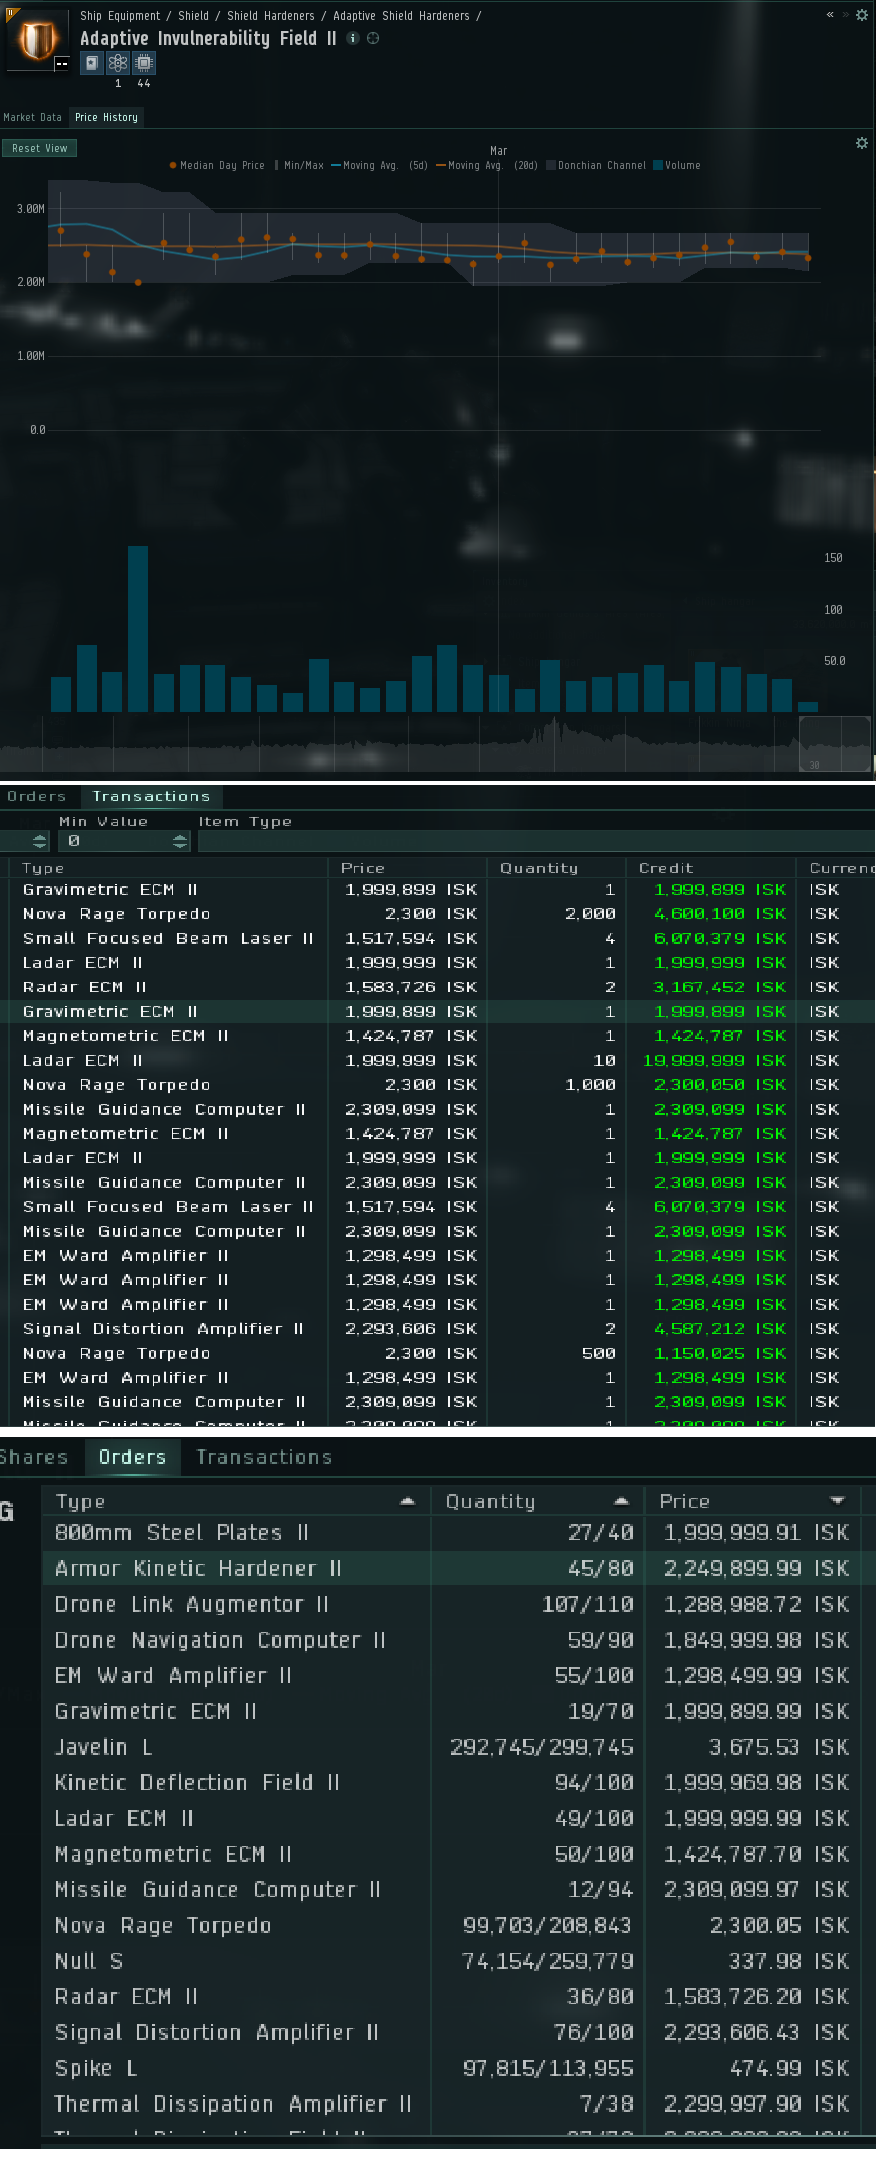 Ship Equipment / Shield / Shield Hardeners / Adaptive Shield Hardeners /
Adaptive Invulnerability Field II
1 44
Market Data Price History
Reset View
Mar
Median Day Price Min/Max Moving Avg. (5d) Moving Avg. (20d) Donchian Channel Volume
3.00M
2.00M
1.00M
0.0
150
100
50.0
30
Orders Transactions
Min Value Item Type
0
Type Price Quantity Credit Currenc
Gravimetric ECM II 1,999,899 ISK 1 1,999,899 ISK ISK
Nova Rage Torpedo 2,300 ISK 2,000 4,600,100 ISK ISK
Small Focused Beam Laser II 1,517,594 ISK 4 6,070,379 ISK ISK
Ladar ECM II 1,999,999 ISK 1 1,999,999 ISK ISK
Radar ECM II 1,583,726 ISK 2 3,167,452 ISK ISK
Gravimetric ECM II 1,999,899 ISK 1 1,999,899 ISK ISK
Magnetometric ECM II 1,424,787 ISK 1 1,424,787 ISK ISK
Ladar ECM II 1,999,999 ISK 10 19,999,999 ISK ISK
Nova Rage Torpedo 2,300 ISK 1,000 2,300,050 ISK ISK
Missile Guidance Computer II 2,309,099 ISK 1 2,309,099 ISK ISK
Magnetometric ECM II 1,424,787 ISK 1 1,424,787 ISK ISK
Ladar ECM II 1,999,999 ISK 1 1,999,999 ISK ISK
Missile Guidance Computer II 2,309,099 ISK 1 2,309,099 ISK ISK
Small Focused Beam Laser II 1,517,594 ISK 4 6,070,379 ISK ISK
Missile Guidance Computer II 2,309,099 ISK 1 2,309,099 ISK ISK
EM Ward Amplifier II 1,298,499 ISK 1 1,298,499 ISK ISK
EM Ward Amplifier II 1,298,499 ISK 1 1,298,499 ISK ISK
EM Ward Amplifier II 1,298,499 ISK 1 1,298,499 ISK ISK
Signal Distortion Amplifier II 2,293,606 ISK 2 4,587,212 ISK ISK
Nova Rage Torpedo 2,300 ISK 500 1,150,025 ISK ISK
EM Ward Amplifier II 1,298,499 ISK 1 1,298,499 ISK ISK
Missile Guidance Computer II 2,309,099 ISK 1 2,309,099 ISK ISK
Missile Guidance Computer II 2,309,099 ISK 1 2,309,099 ISK ISK
Shares Orders Transactions
G
Type Quantity Price
800mm Steel Plates II 27/40 1,999,999.91 ISK
Armor Kinetic Hardener II 45/80 2,249,899.99 ISK
Drone Link Augmentor II 107/110 1,288,988.72 ISK
Drone Navigation Computer II 59/90 1,849,999.98 ISK
EM Ward Amplifier II 55/100 1,298,499.99 ISK
Gravimetric ECM II 19/70 1,999,899.99 ISK
Javelin L 292,745/299,745 3,675.53 ISK
Kinetic Deflection Field II 94/100 1,999,969.98 ISK
Ladar ECM II 49/100 1,999,999.99 ISK
Magnetometric ECM II 50/100 1,424,787.70 ISK
Missile Guidance Computer II 12/94 2,309,099.97 ISK
Nova Rage Torpedo 99,703/208,843 2,300.05 ISK
Null S 74,154/259,779 337.98 ISK
Radar ECM II 36/80 1,583,726.20 ISK
Signal Distortion Amplifier II 76/100 2,293,606.43 ISK
Spike L 97,815/113,955 474.99 ISK
Thermal Dissipation Amplifier II 7/38 2,299,997.90 ISK
Thermal Dissipation Field II